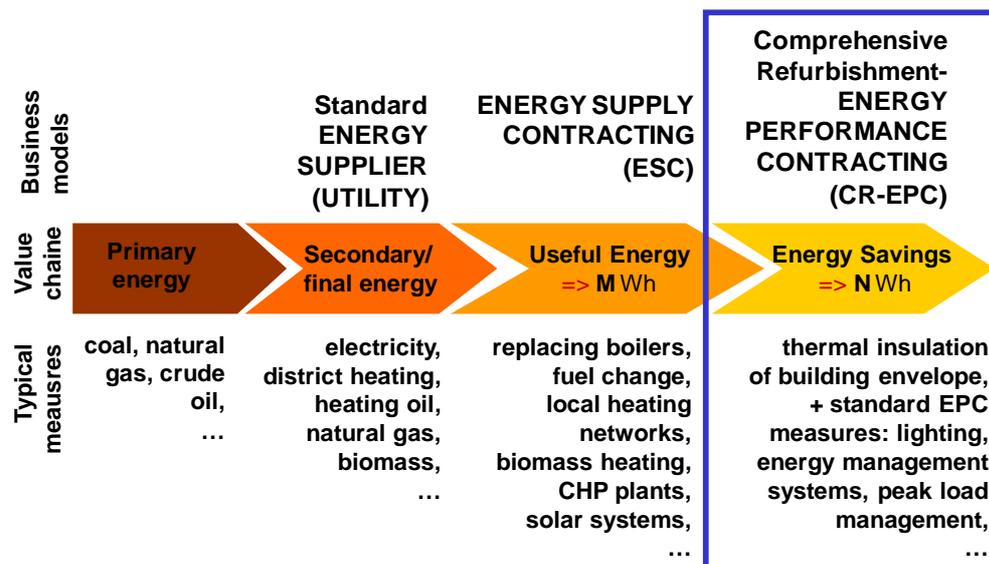 Business
models
Standard
ENERGY
SUPPLIER
(UTILITY)
ENERGY SUPPLY
CONTRACTING
(ESC)
Comprehensive
Refurbishment-
ENERGY
PERFORMANCE
CONTRACTING
(CR-EPC)
Value
chaine
Primary
energy
Secondary/
final energy
Useful Energy
=> M Wh
Energy Savings
=> N Wh
Typical
meausres
coal, natural
gas, crude
oil,
…
electricity,
district heating,
heating oil,
natural gas,
biomass,
…
replacing boilers,
fuel change,
local heating
networks,
biomass heating,
CHP plants,
solar systems,
…
thermal insulation
of building envelope,
+ standard EPC
measures: lighting,
energy management
systems, peak load
management,
…